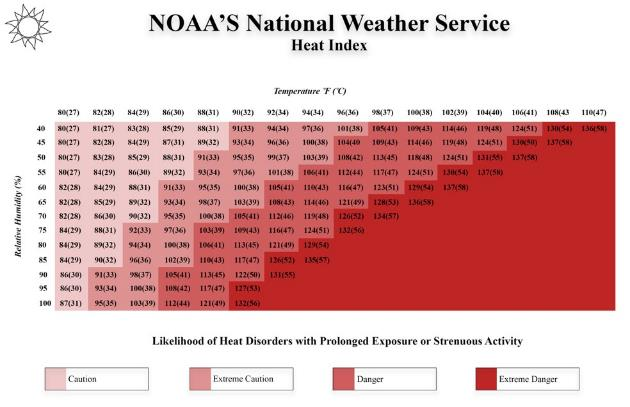 NOAA'S National Weather Service
Heat Index
Temperature °F (°C)
80(27) 82(28) 84(29) 86(30) 88(31) 90(32) 92(34) 94(34) 96(36) 98(37) 100(38) 102(39) 104(40) 106(41) 108(43 110(47)
Relative Humidity (%)
40 80(27) 81(27) 83(28) 85(29) 88(31) 91(33) 94(34) 97(36) 101(38) 105(41) 109(43) 114(46) 119(48) 124(51) 130(54) 136(58)
45 80(27) 82(28) 84(29) 87(31) 89(32) 93(34) 96(36) 100(38) 104(40 109(43) 114(46) 119(48) 124(51) 130(50) 137(58)
50 81(27) 83(28) 85(29) 88(31) 91(33) 95(35) 99(37) 103(39) 108(42) 113(45) 118(48) 124(51) 131(55) 137(58)
55 80(27) 84(29) 86(30) 89(32) 93(34) 97(36) 101(38) 106(41) 112(44) 117(47) 124(51) 130(54) 137(58)
60 82(28) 84(29) 88(31) 91(33) 95(35) 100(38) 105(41) 110(43) 116(47) 123(51) 129(54) 137(58)
65 82(28) 85(29) 89(32) 93(34) 98(37) 103(39) 108(43) 114(46) 121(49) 128(53) 136(58)
70 82(28) 86(30) 90(32) 95(35) 100(38) 105(41) 112(46) 119(48) 126(52) 134(57)
75 84(29) 88(31) 92(33) 97(36) 103(39) 109(43) 116(47) 124(51) 132(56)
80 84(29) 89(32) 94(34) 100(38) 106(41) 113(45) 121(49) 129(54)
85 84(29) 90(32) 96(36) 102(39) 110(43) 117(47) 126(52) 135(57)
90 86(30) 91(33) 98(37) 105(41) 113(45) 122(50) 131(55)
95 86(30) 93(34) 100(38) 108(42) 117(47) 127(53)
100 87(31) 95(35) 103(39) 112(44) 121(49) 132(56)
Likelihood of Heat Disorders with Prolonged Exposure or Strenuous Activity
Caution
Extreme Caution
Danger
Extreme Danger